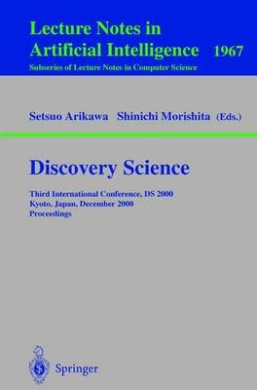 Lecture Notes in
Artificial Intelligence 1967
Subseries of Lecture Notes in Computer Science
Setsuo Arikawa Shinichi Morishita (Eds.)
Discovery Science
Third International Conference, DS 2000
Kyoto, Japan, December 2000
Proceedings
Springer